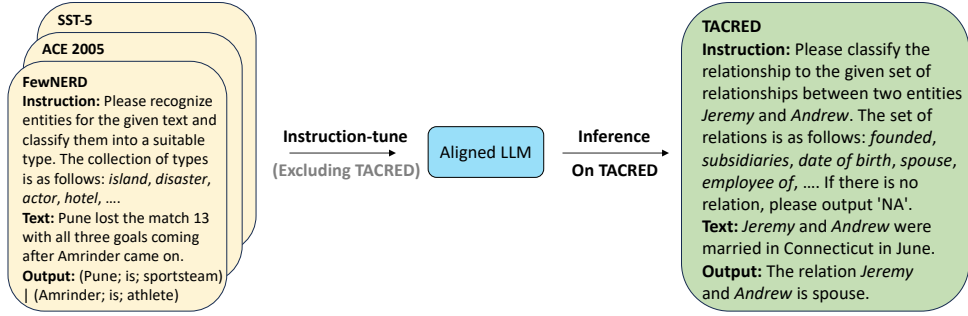 SST-5
ACE 2005
FewNERD
Instruction: Please recognize
entities for the given text and
classify them into a suitable
type. The collection of types
is as follows: island, disaster,
actor, hotel, ….
Text: Pune lost the match 13
with all three goals coming
after Amrinder came on.
Output: (Pune; is; sportsteam)
| (Amrinder; is; athlete)
Instruction-tune
(Excluding TACRED)
Aligned LLM
Inference
On TACRED
TACRED
Instruction: Please classify the
relationship to the given set of
relationships between two entities
Jeremy and Andrew. The set of
relations is as follows: founded,
subsidiaries, date of birth, spouse,
employee of, …. If there is no
relation, please output 'NA'.
Text: Jeremy and Andrew were
married in Connecticut in June.
Output: The relation Jeremy
and Andrew is spouse.